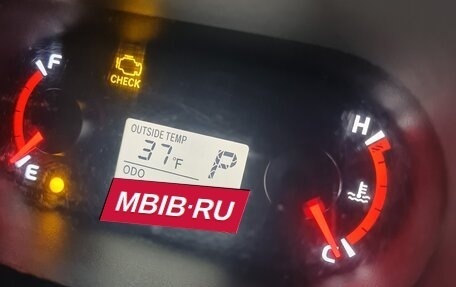 F
CHECK
E
OUTSIDE TEMP
37°F
P
ODO
MBIB·RU
H
C